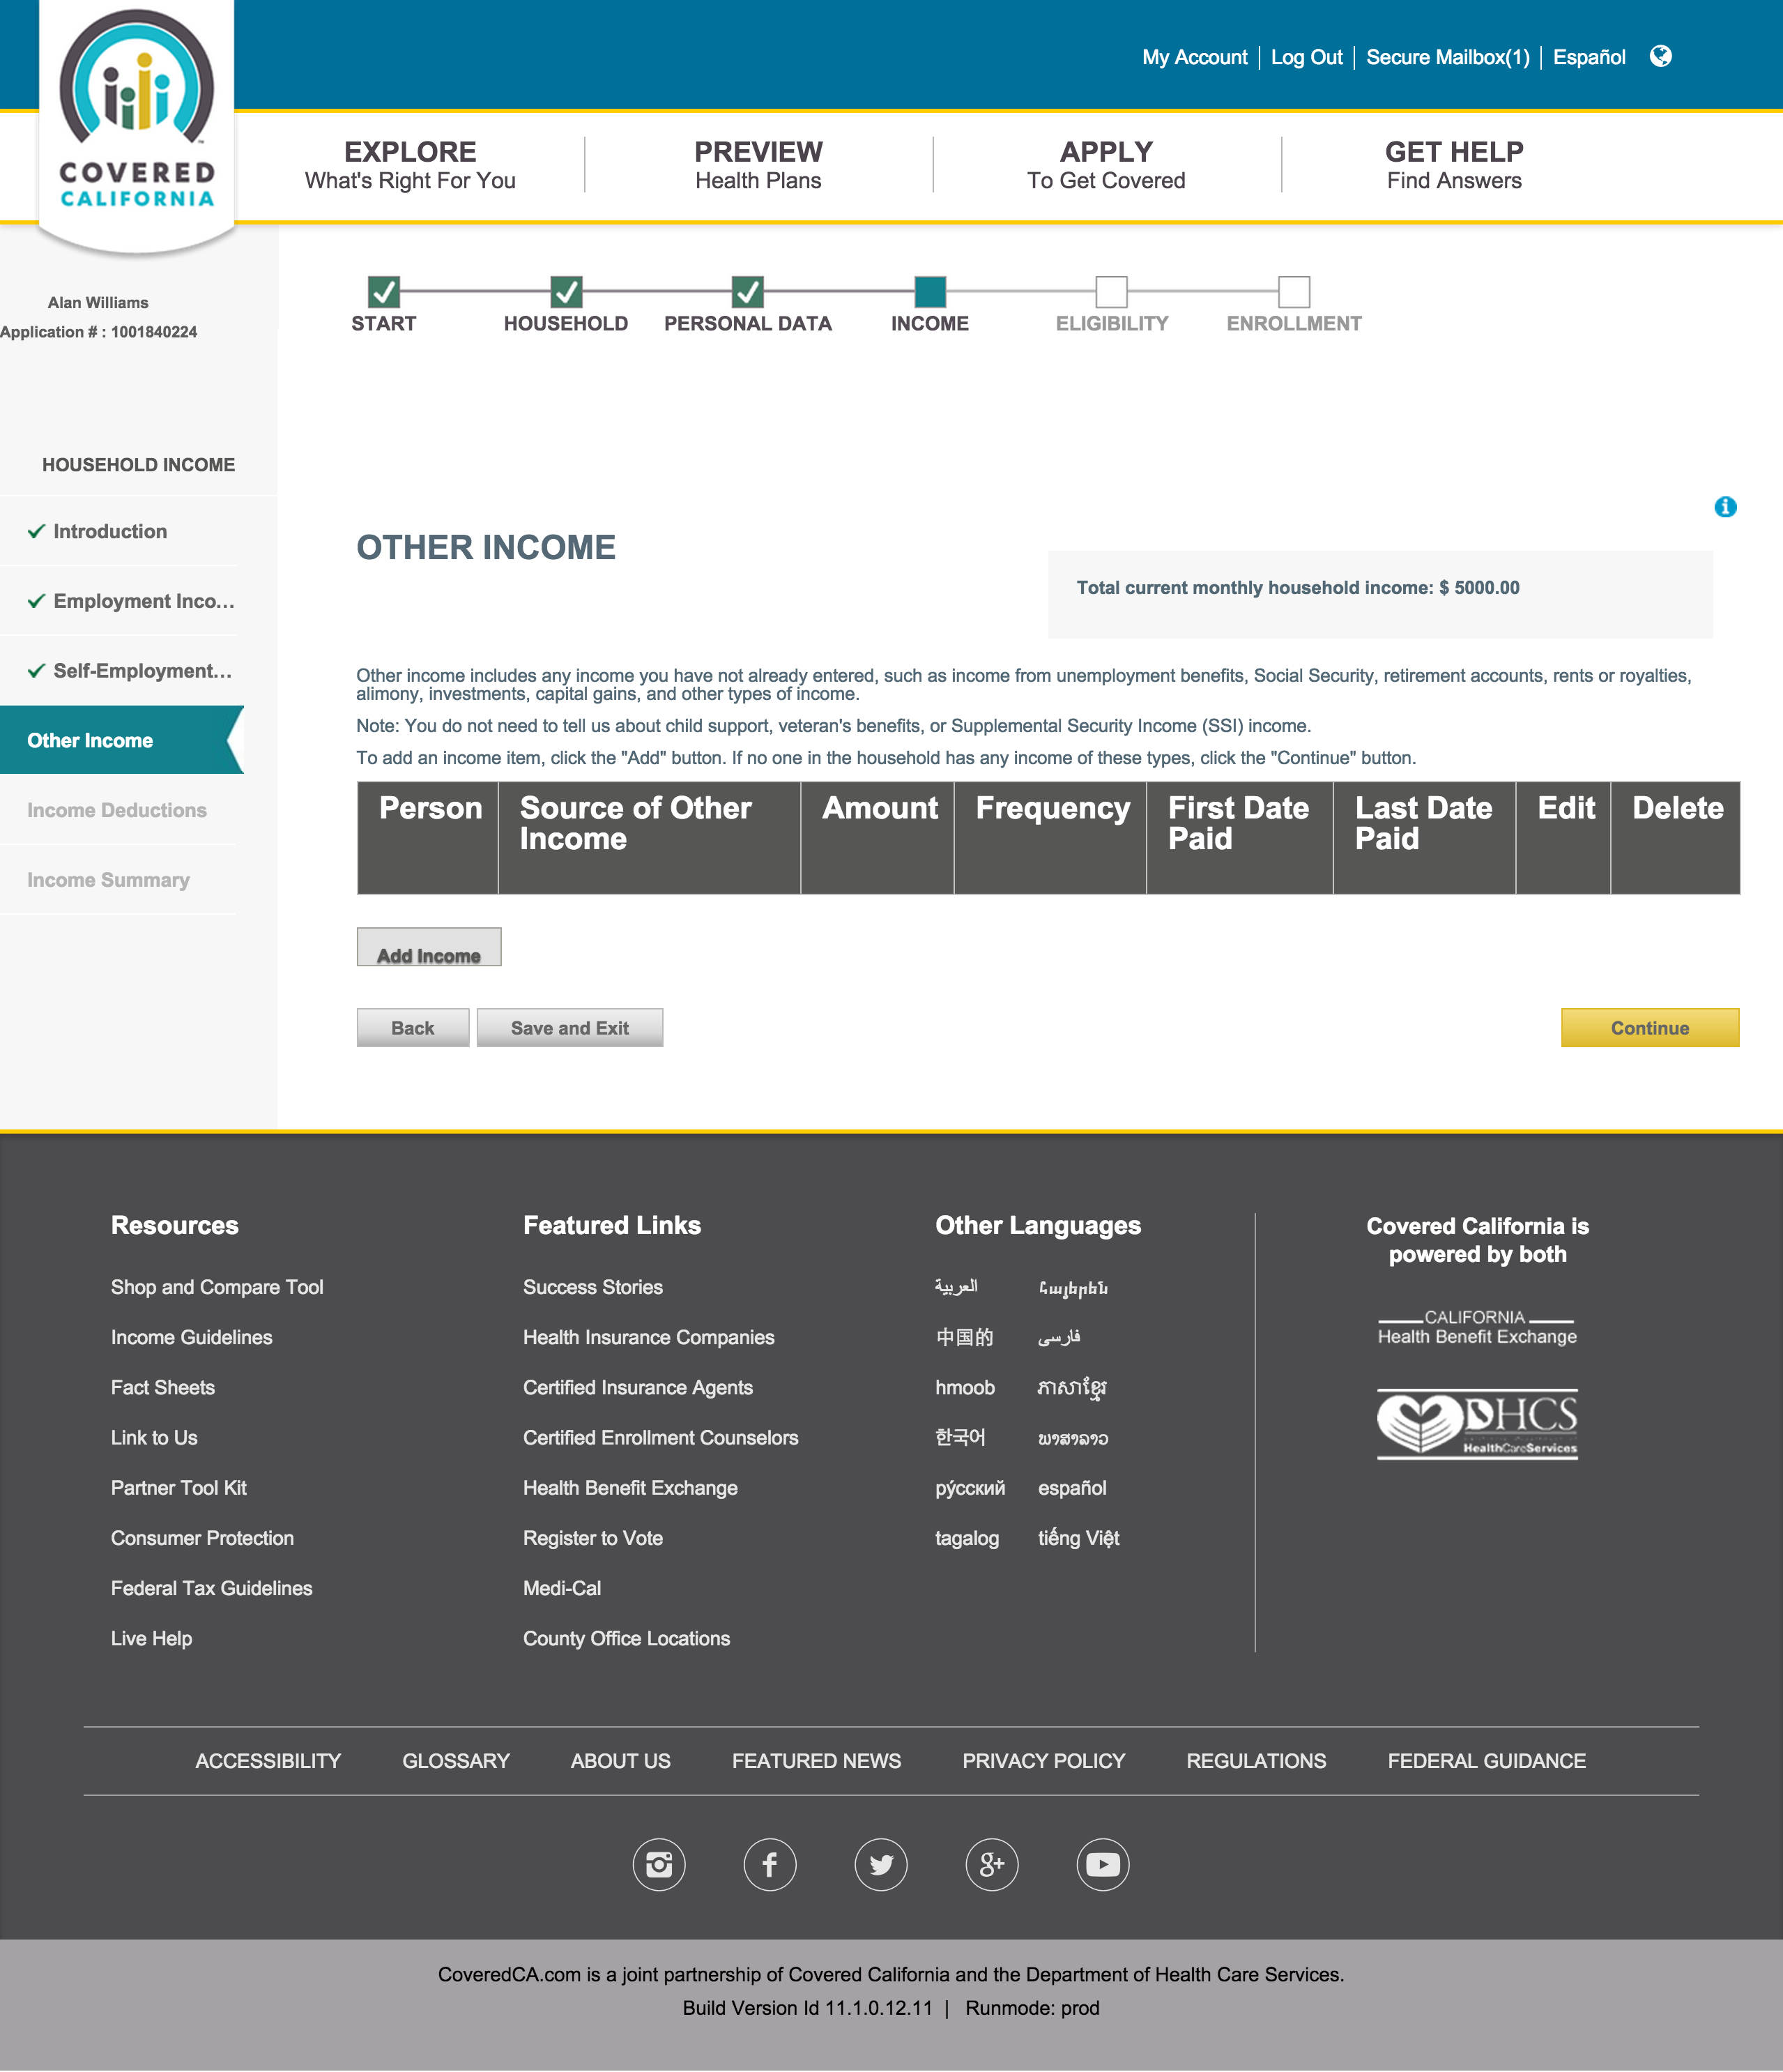 My Account | Log Out | Secure Mailbox(1) | Español
COVERED
CALIFORNIA
EXPLORE
What's Right For You
PREVIEW
Health Plans
APPLY
To Get Covered
GET HELP
Find Answers
Alan Williams
Application # : 1001840224
START
HOUSEHOLD
PERSONAL DATA
INCOME
ELIGIBILITY
ENROLLMENT
HOUSEHOLD INCOME
Introduction
Employment Inco...
Self-Employment...
Other Income
Income Deductions
Income Summary
OTHER INCOME
Total current monthly household income: $ 5000.00
Other income includes any income you have not already entered, such as income from unemployment benefits, Social Security, retirement accounts, rents or royalties,
alimony, investments, capital gains, and other types of income.
Note: You do not need to tell us about child support, veteran's benefits, or Supplemental Security Income (SSI) income.
To add an income item, click the "Add" button. If no one in the household has any income of these types, click the "Continue" button.
Person
Source of Other
Income
Amount
Frequency
First Date
Paid
Last Date
Paid
Edit
Delete
Add Income
Back
Save and Exit
Continue
Resources
Shop and Compare Tool
Income Guidelines
Fact Sheets
Link to Us
Partner Tool Kit
Consumer Protection
Federal Tax Guidelines
Live Help
Featured Links
Success Stories
Health Insurance Companies
Certified Insurance Agents
Certified Enrollment Counselors
Health Benefit Exchange
Register to Vote
Medi-Cal
County Office Locations
Other Languages
العربية
Հայերեն
中国的
فارسی
hmoob
ភាសាខ្មែរ
한국어
ພາສາລາວ
ру́сский
español
tagalog
tiếng Việt
Covered California is
powered by both
CALIFORNIA
Health Benefit Exchange
DHCS
HealthCareServices
ACCESSIBILITY
GLOSSARY
ABOUT US
FEATURED NEWS
PRIVACY POLICY
REGULATIONS
FEDERAL GUIDANCE
CoveredCA.com is a joint partnership of Covered California and the Department of Health Care Services.
Build Version Id 11.1.0.12.11 | Runmode: prod